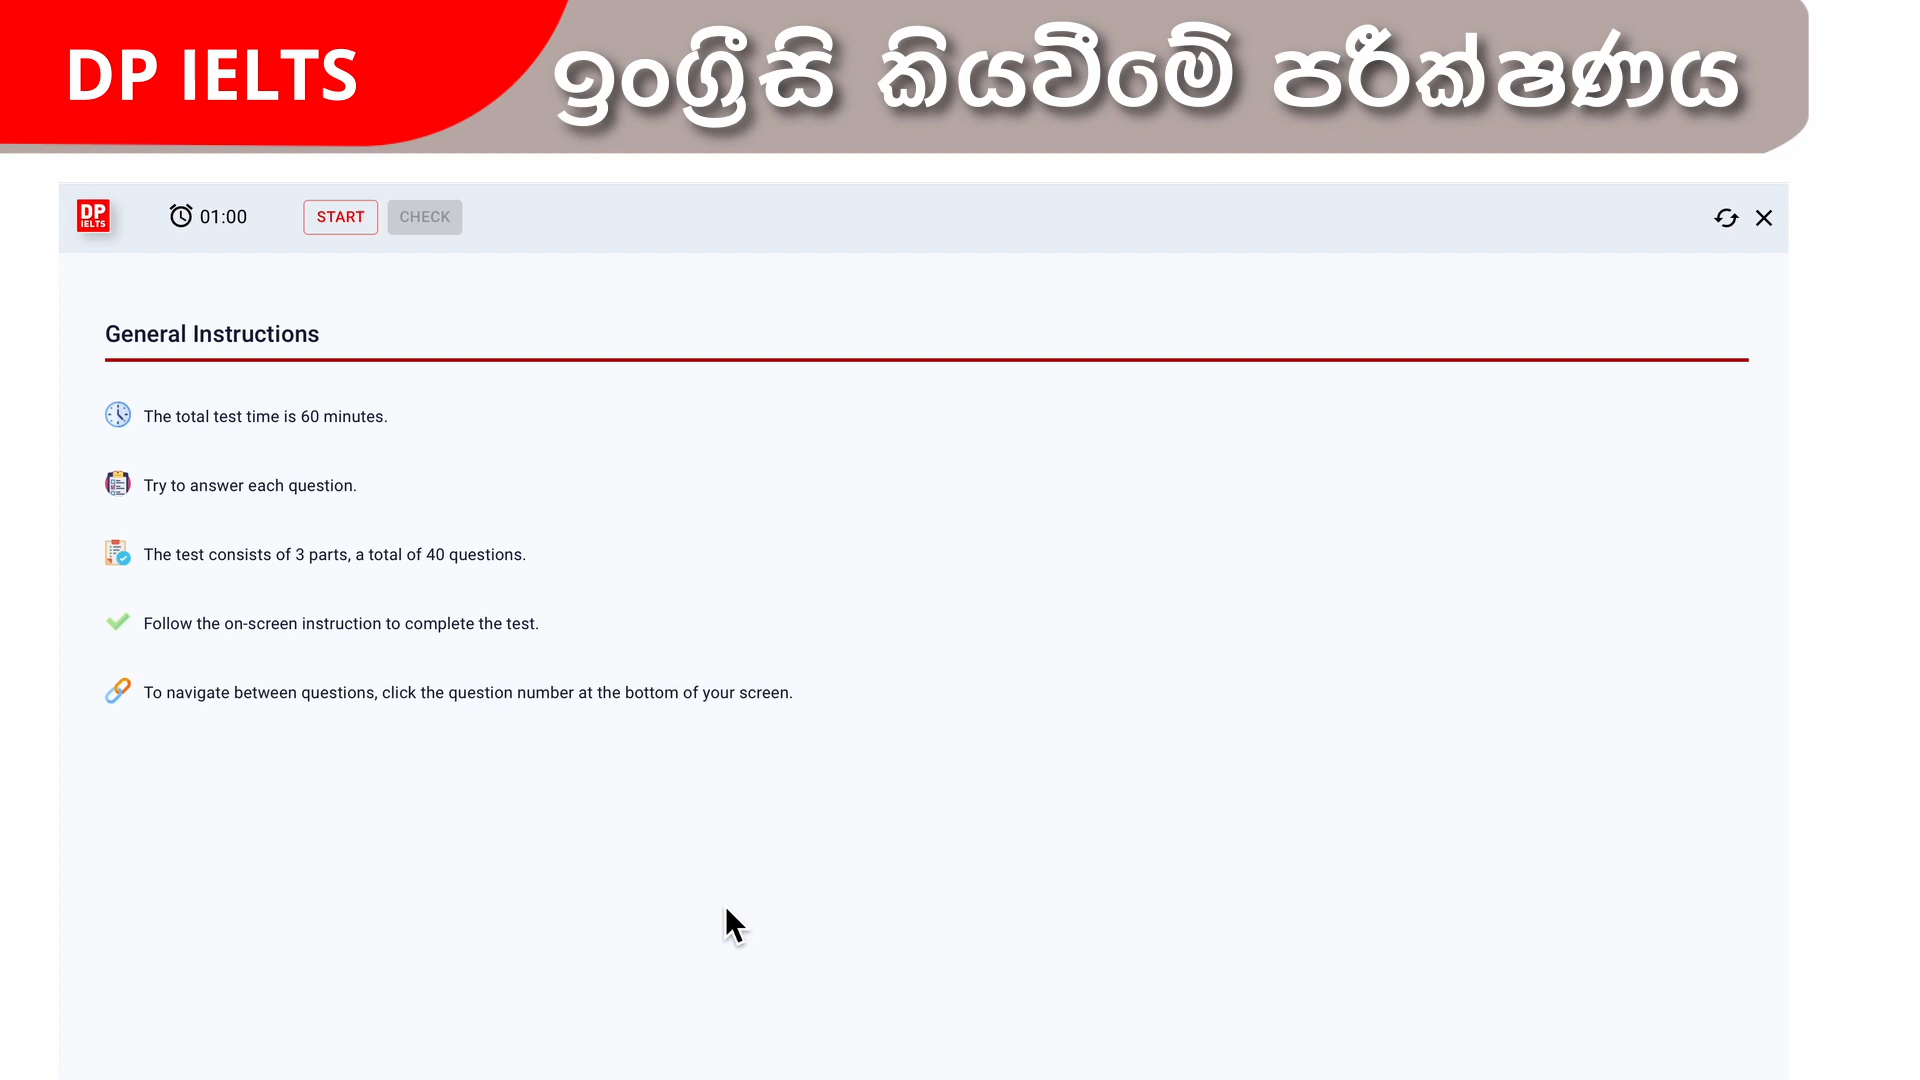 DP IELTS
ඉංග්‍රීසි කියවීමේ පරීක්ෂණය
DP
IELTS
01:00
START
CHECK
General Instructions
The total test time is 60 minutes.
Try to answer each question.
The test consists of 3 parts, a total of 40 questions.
Follow the on-screen instruction to complete the test.
To navigate between questions, click the question number at the bottom of your screen.